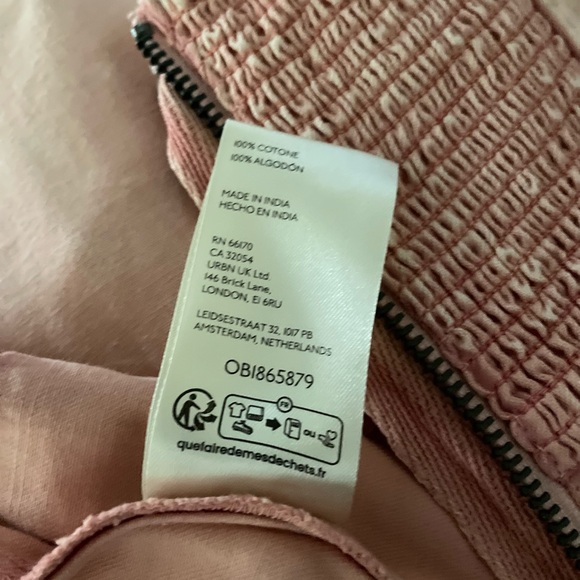 100% COTONE
100% ALGODÓN
MADE IN INDIA
HECHO EN INDIA
RN 66170
CA 32054
URBN UK Ltd
146 Brick Lane,
LONDON, E1 6RU
LEIDSESTRAAT 32, 1017 PB
AMSTERDAM, NETHERLANDS
OB1865879
FR
ou
quefairedemesdechets.fr